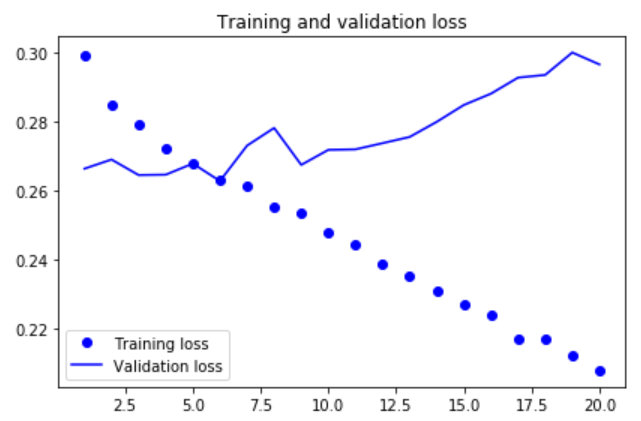 Training and validation loss
0.30
0.28
0.26
0.24
0.22
Training loss
Validation loss
2.5 5.0 7.5 10.0 12.5 15.0 17.5 20.0